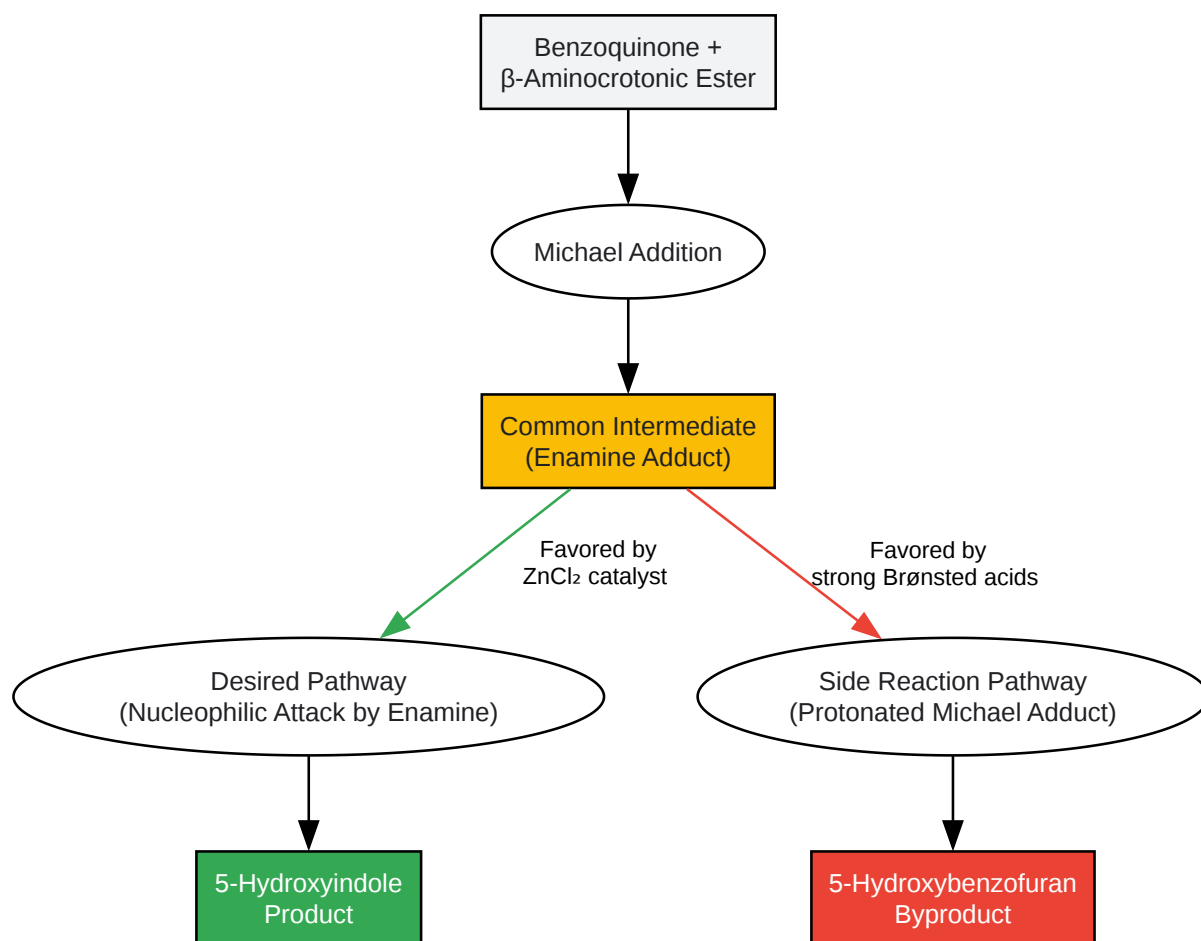 Benzoquinone +
β-Aminocrotonic Ester
Michael Addition
Common Intermediate
(Enamine Adduct)
Favored by
ZnCl₂ catalyst
Favored by
strong Brønsted acids
Desired Pathway
(Nucleophilic Attack by Enamine)
Side Reaction Pathway
(Protonated Michael Adduct)
5-Hydroxyindole
Product
5-Hydroxybenzofuran
Byproduct